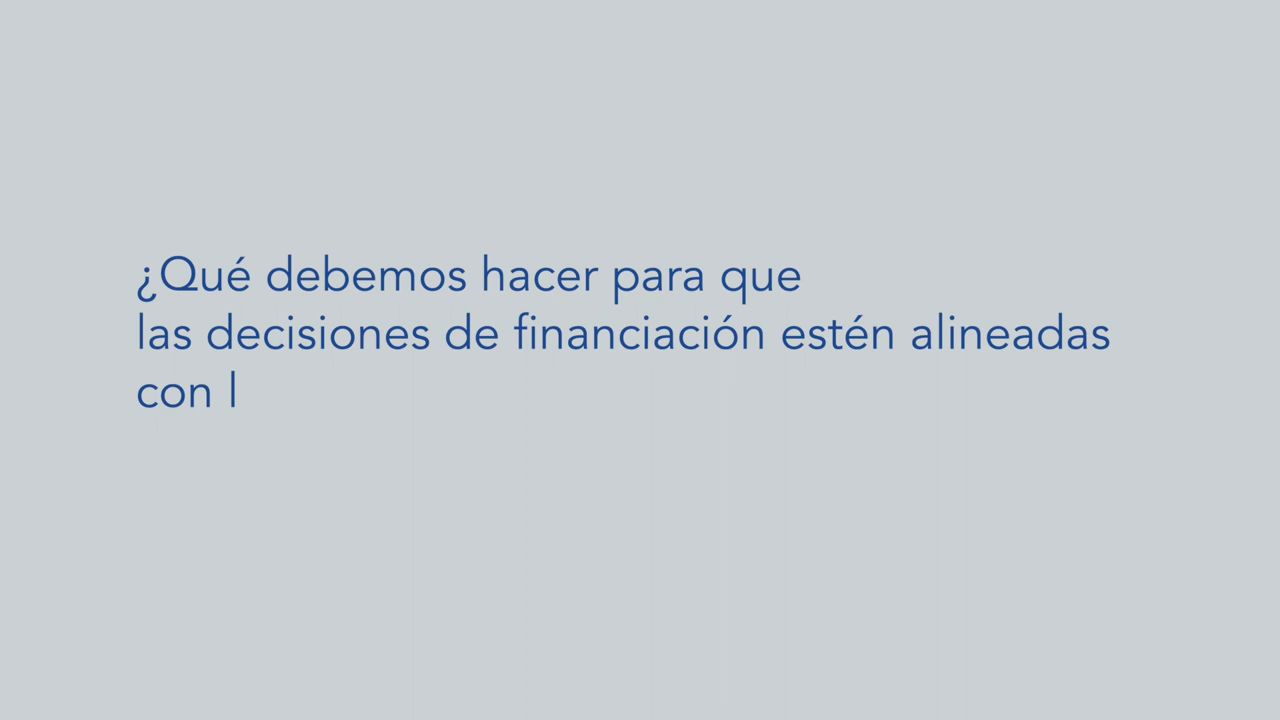 ¿Qué debemos hacer para que
las decisiones de financiación estén alineadas
con l